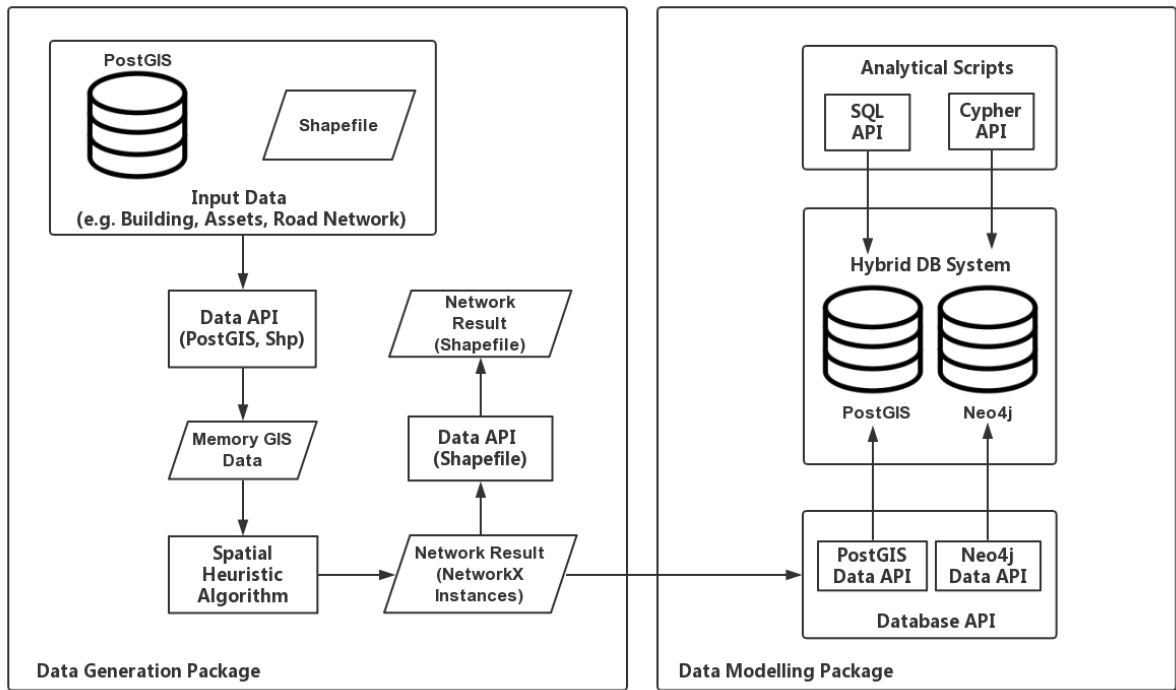 PostGIS
Shapefile
Input Data
(e.g. Building, Assets, Road Network)
Data API
(PostGIS, Shp)
Memory GIS
Data
Spatial
Heuristic
Algorithm
Network
Result
(Shapefile)
Data API
(Shapefile)
Network Result
(NetworkX
Instances)
Data Generation Package
Analytical Scripts
SQL
API
Cypher
API
Hybrid DB System
PostGIS
Neo4j
PostGIS
Data API
Neo4j
Data API
Database API
Data Modelling Package